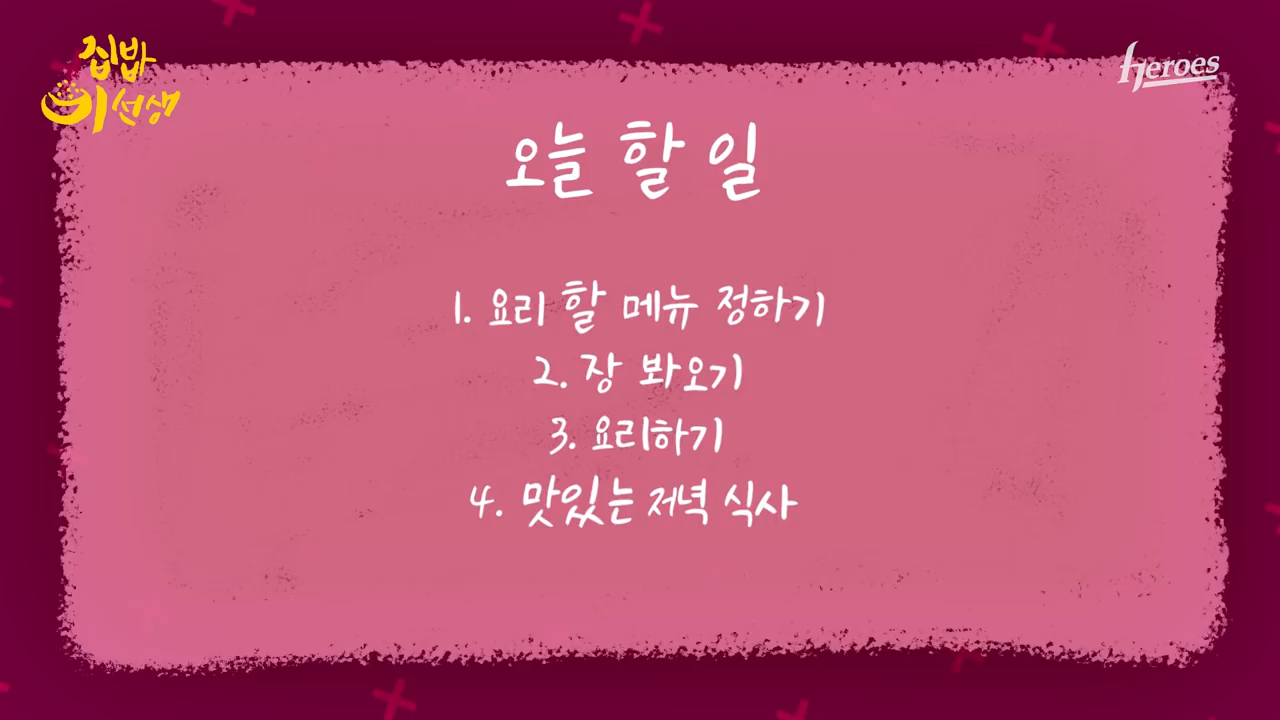 집밥
이선생
heroes
오늘 할 일
1. 요리 할 메뉴 정하기
2. 장 봐오기
3. 요리하기
4. 맛있는 저녁 식사